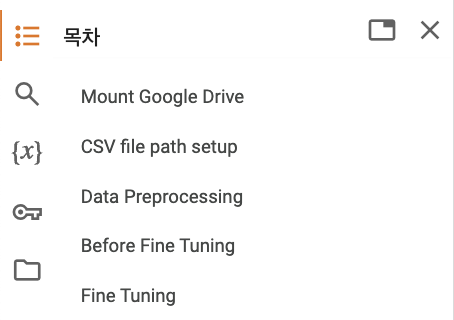 목차
{x}
Mount Google Drive
CSV file path setup
Data Preprocessing
Before Fine Tuning
Fine Tuning